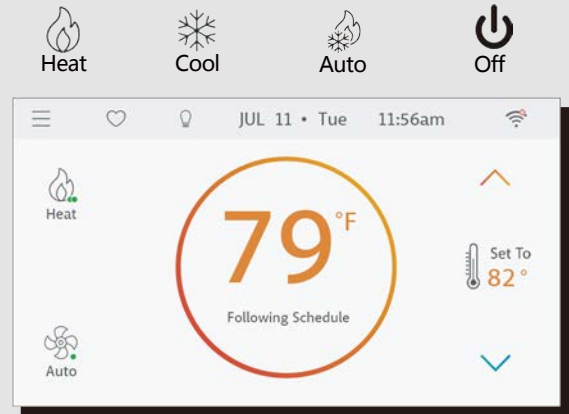 Heat Cool Auto Off
JUL 11 • Tue 11:56am
Heat
79°F
Set To
82°
Following Schedule
Auto